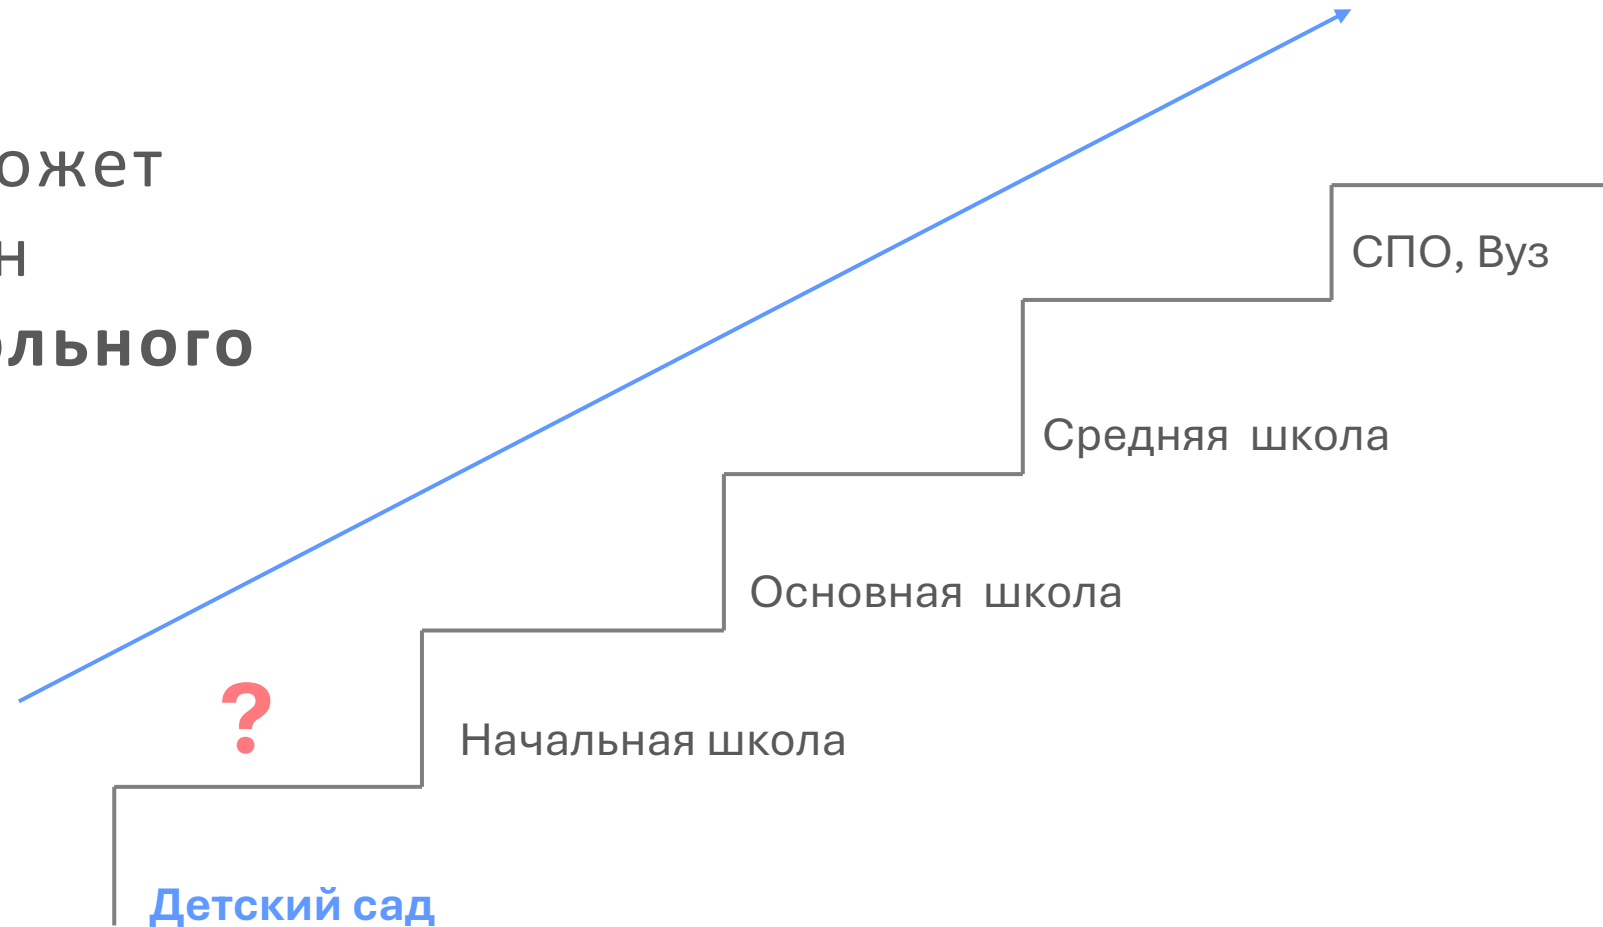 ожет
н
ольного
СПО, Вуз
Средняя школа
Основная школа
?
Начальная школа
Детский сад